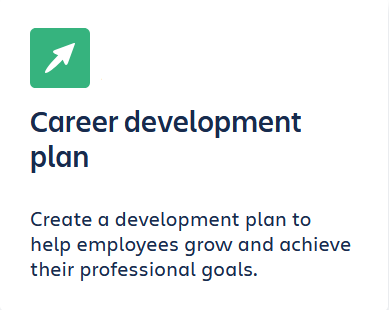 Career development
plan
Create a development plan to
help employees grow and achieve
their professional goals.